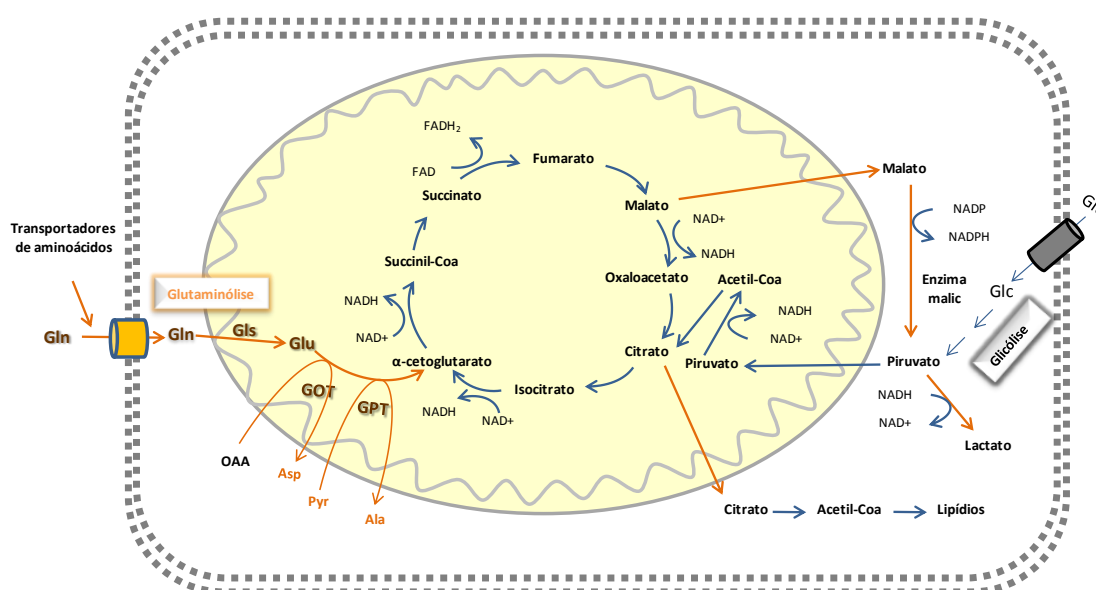 FADH2
FAD
Fumarato
Succinato
Malato
NAD+
NADH
Malato
NADP
NADPH
Transportadores
de aminoácidos
Succinil-Coa
Oxaloacetato
Acetil-Coa
Enzima
malic
Glc
Glicólise
Glutaminólise
NADH
NAD+
NADH
NAD+
Gln
Gln
Gls
Glu
α-cetoglutarato
Citrato
Piruvato
Piruvato
Isocitrato
GOT
GPT
NADH
NAD+
NADH
NAD+
Lactato
OAA
Asp
Pyr
Ala
Citrato
Acetil-Coa
Lipídios